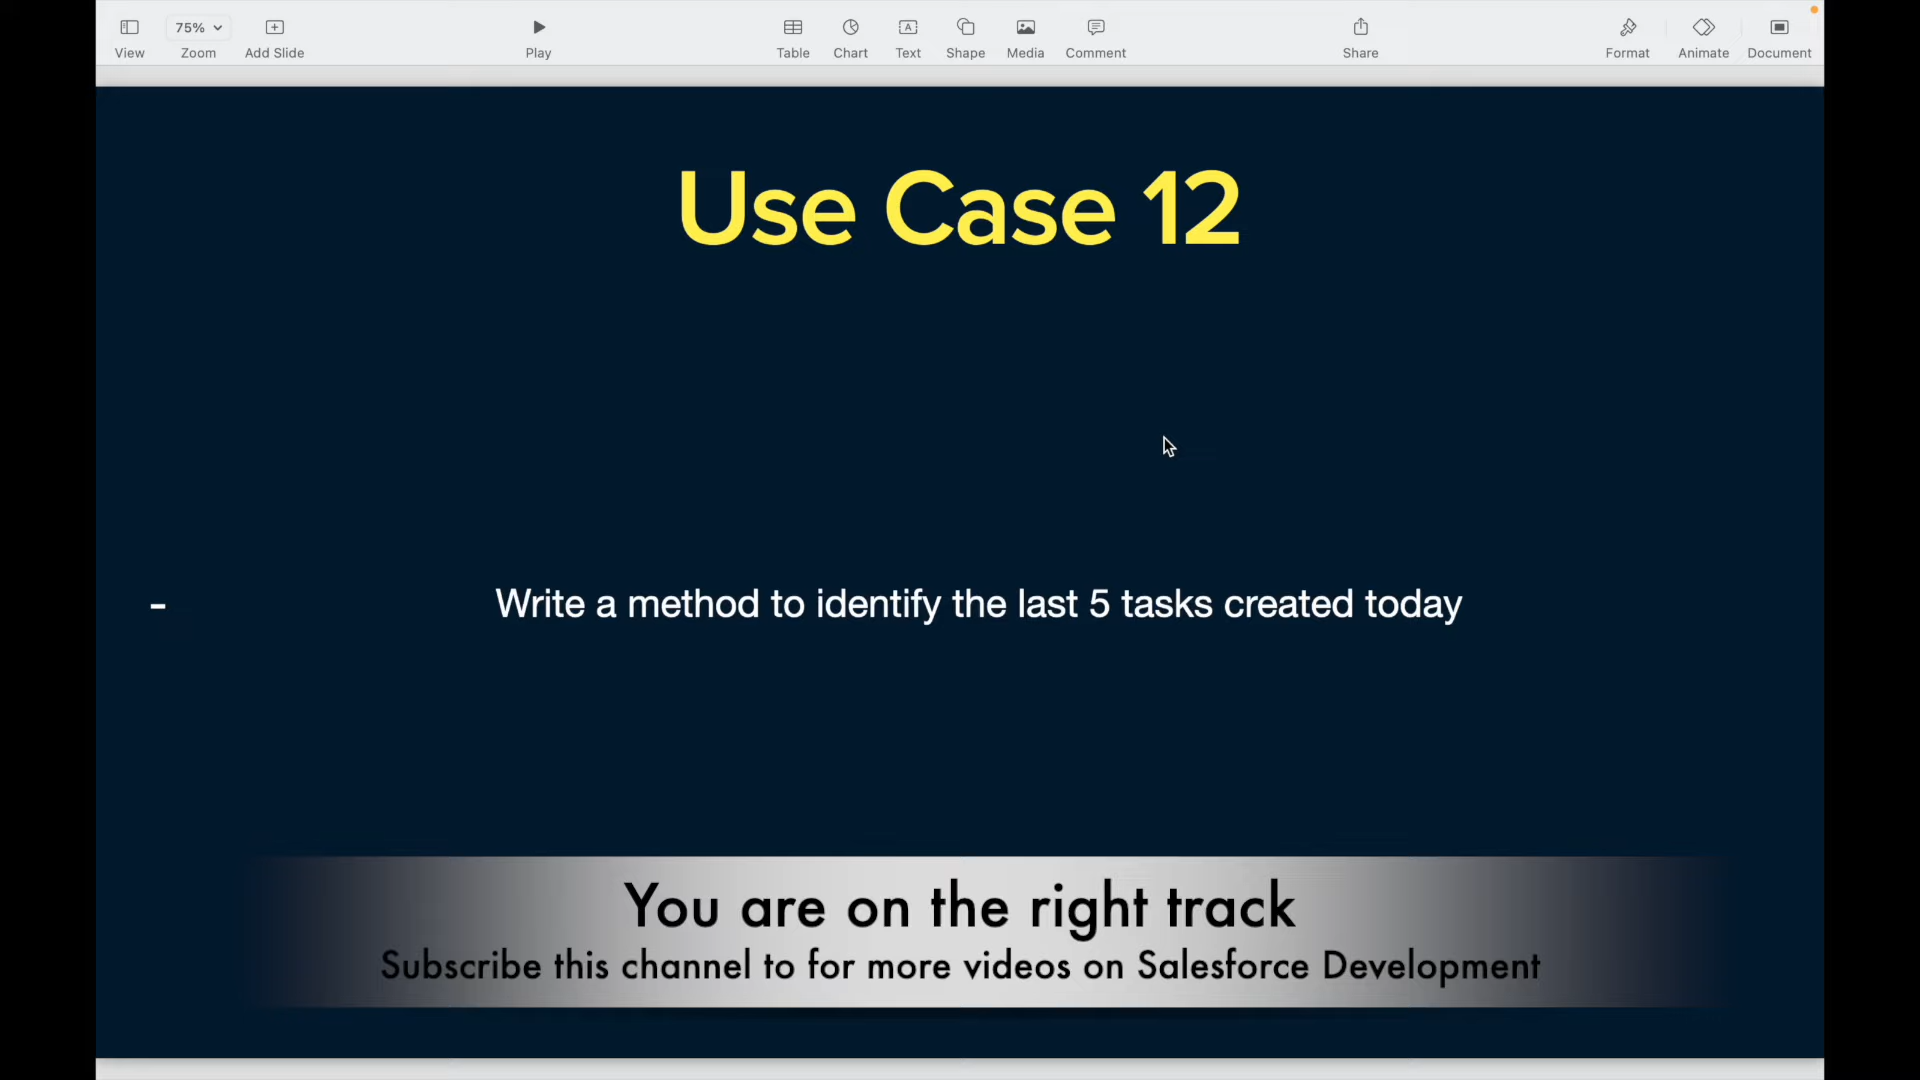 75%
View Zoom Add Slide Play Table Chart Text Shape Media Comment Share Format Animate Document
Use Case 12
- Write a method to identify the last 5 tasks created today
You are on the right track
Subscribe this channel to for more videos on Salesforce Development